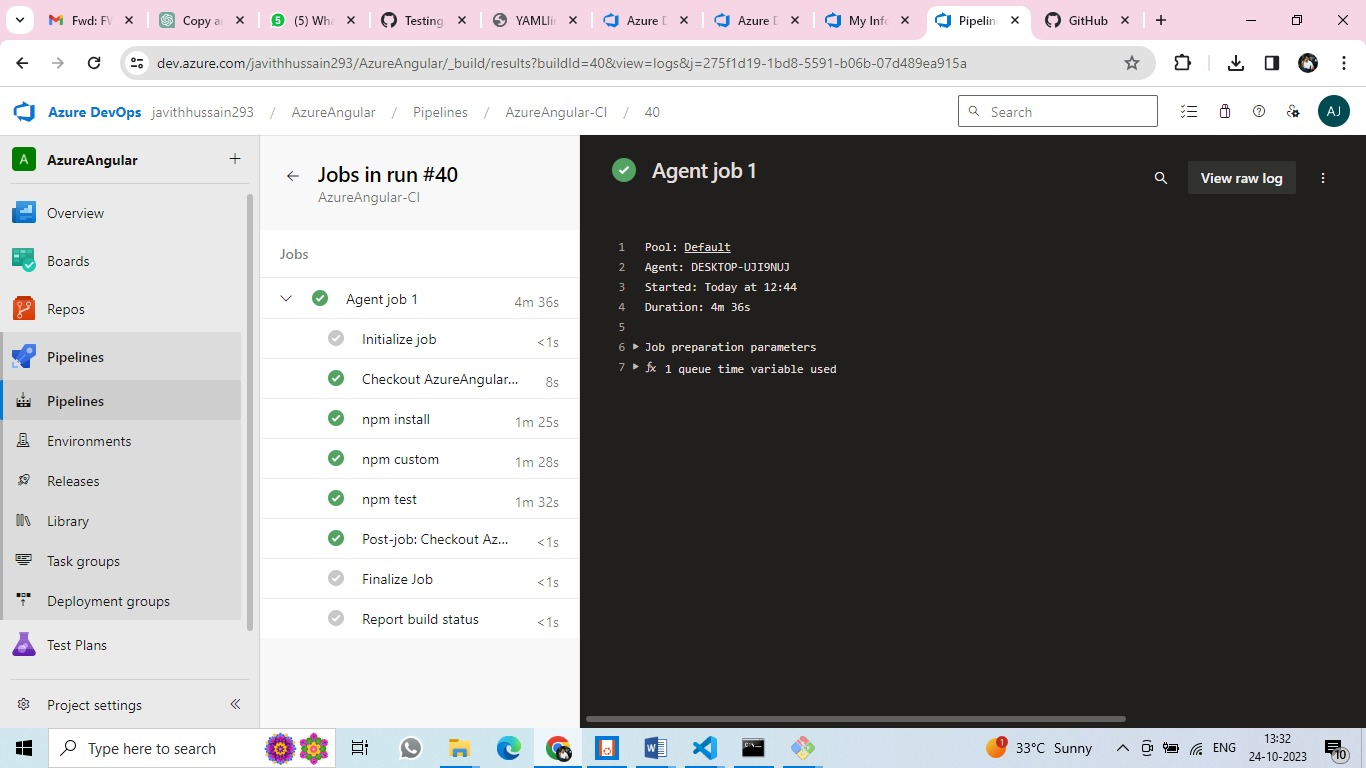 Fwd: FW
Copy ar
5 (5) Wha
Testing
YAMLlin
Azure D
Azure D
My Info
Pipelin
GitHub
dev.azure.com/javithhussain293/AzureAngular/_build/results?buildId=40&view=logs&j=275f1d19-1bd8-5591-b06b-07d489ea915a
Azure DevOps javithhussain293 / AzureAngular / Pipelines / AzureAngular-CI / 40
Search
AJ
A AzureAngular +
Overview
Boards
Repos
Pipelines
Pipelines
Environments
Releases
Library
Task groups
Deployment groups
Test Plans
Project settings
Jobs in run #40
AzureAngular-CI
Jobs
Agent job 1 4m 36s
Initialize job <1s
Checkout AzureAngular... 8s
npm install 1m 25s
npm custom 1m 28s
npm test 1m 32s
Post-job: Checkout Az... <1s
Finalize Job <1s
Report build status <1s
Agent job 1
View raw log
1 Pool: Default
2 Agent: DESKTOP-UJI9NUJ
3 Started: Today at 12:44
4 Duration: 4m 36s
5
6 Job preparation parameters
7 fx 1 queue time variable used
Type here to search
1 33°C Sunny
ENG
13:32
24-10-2023
10